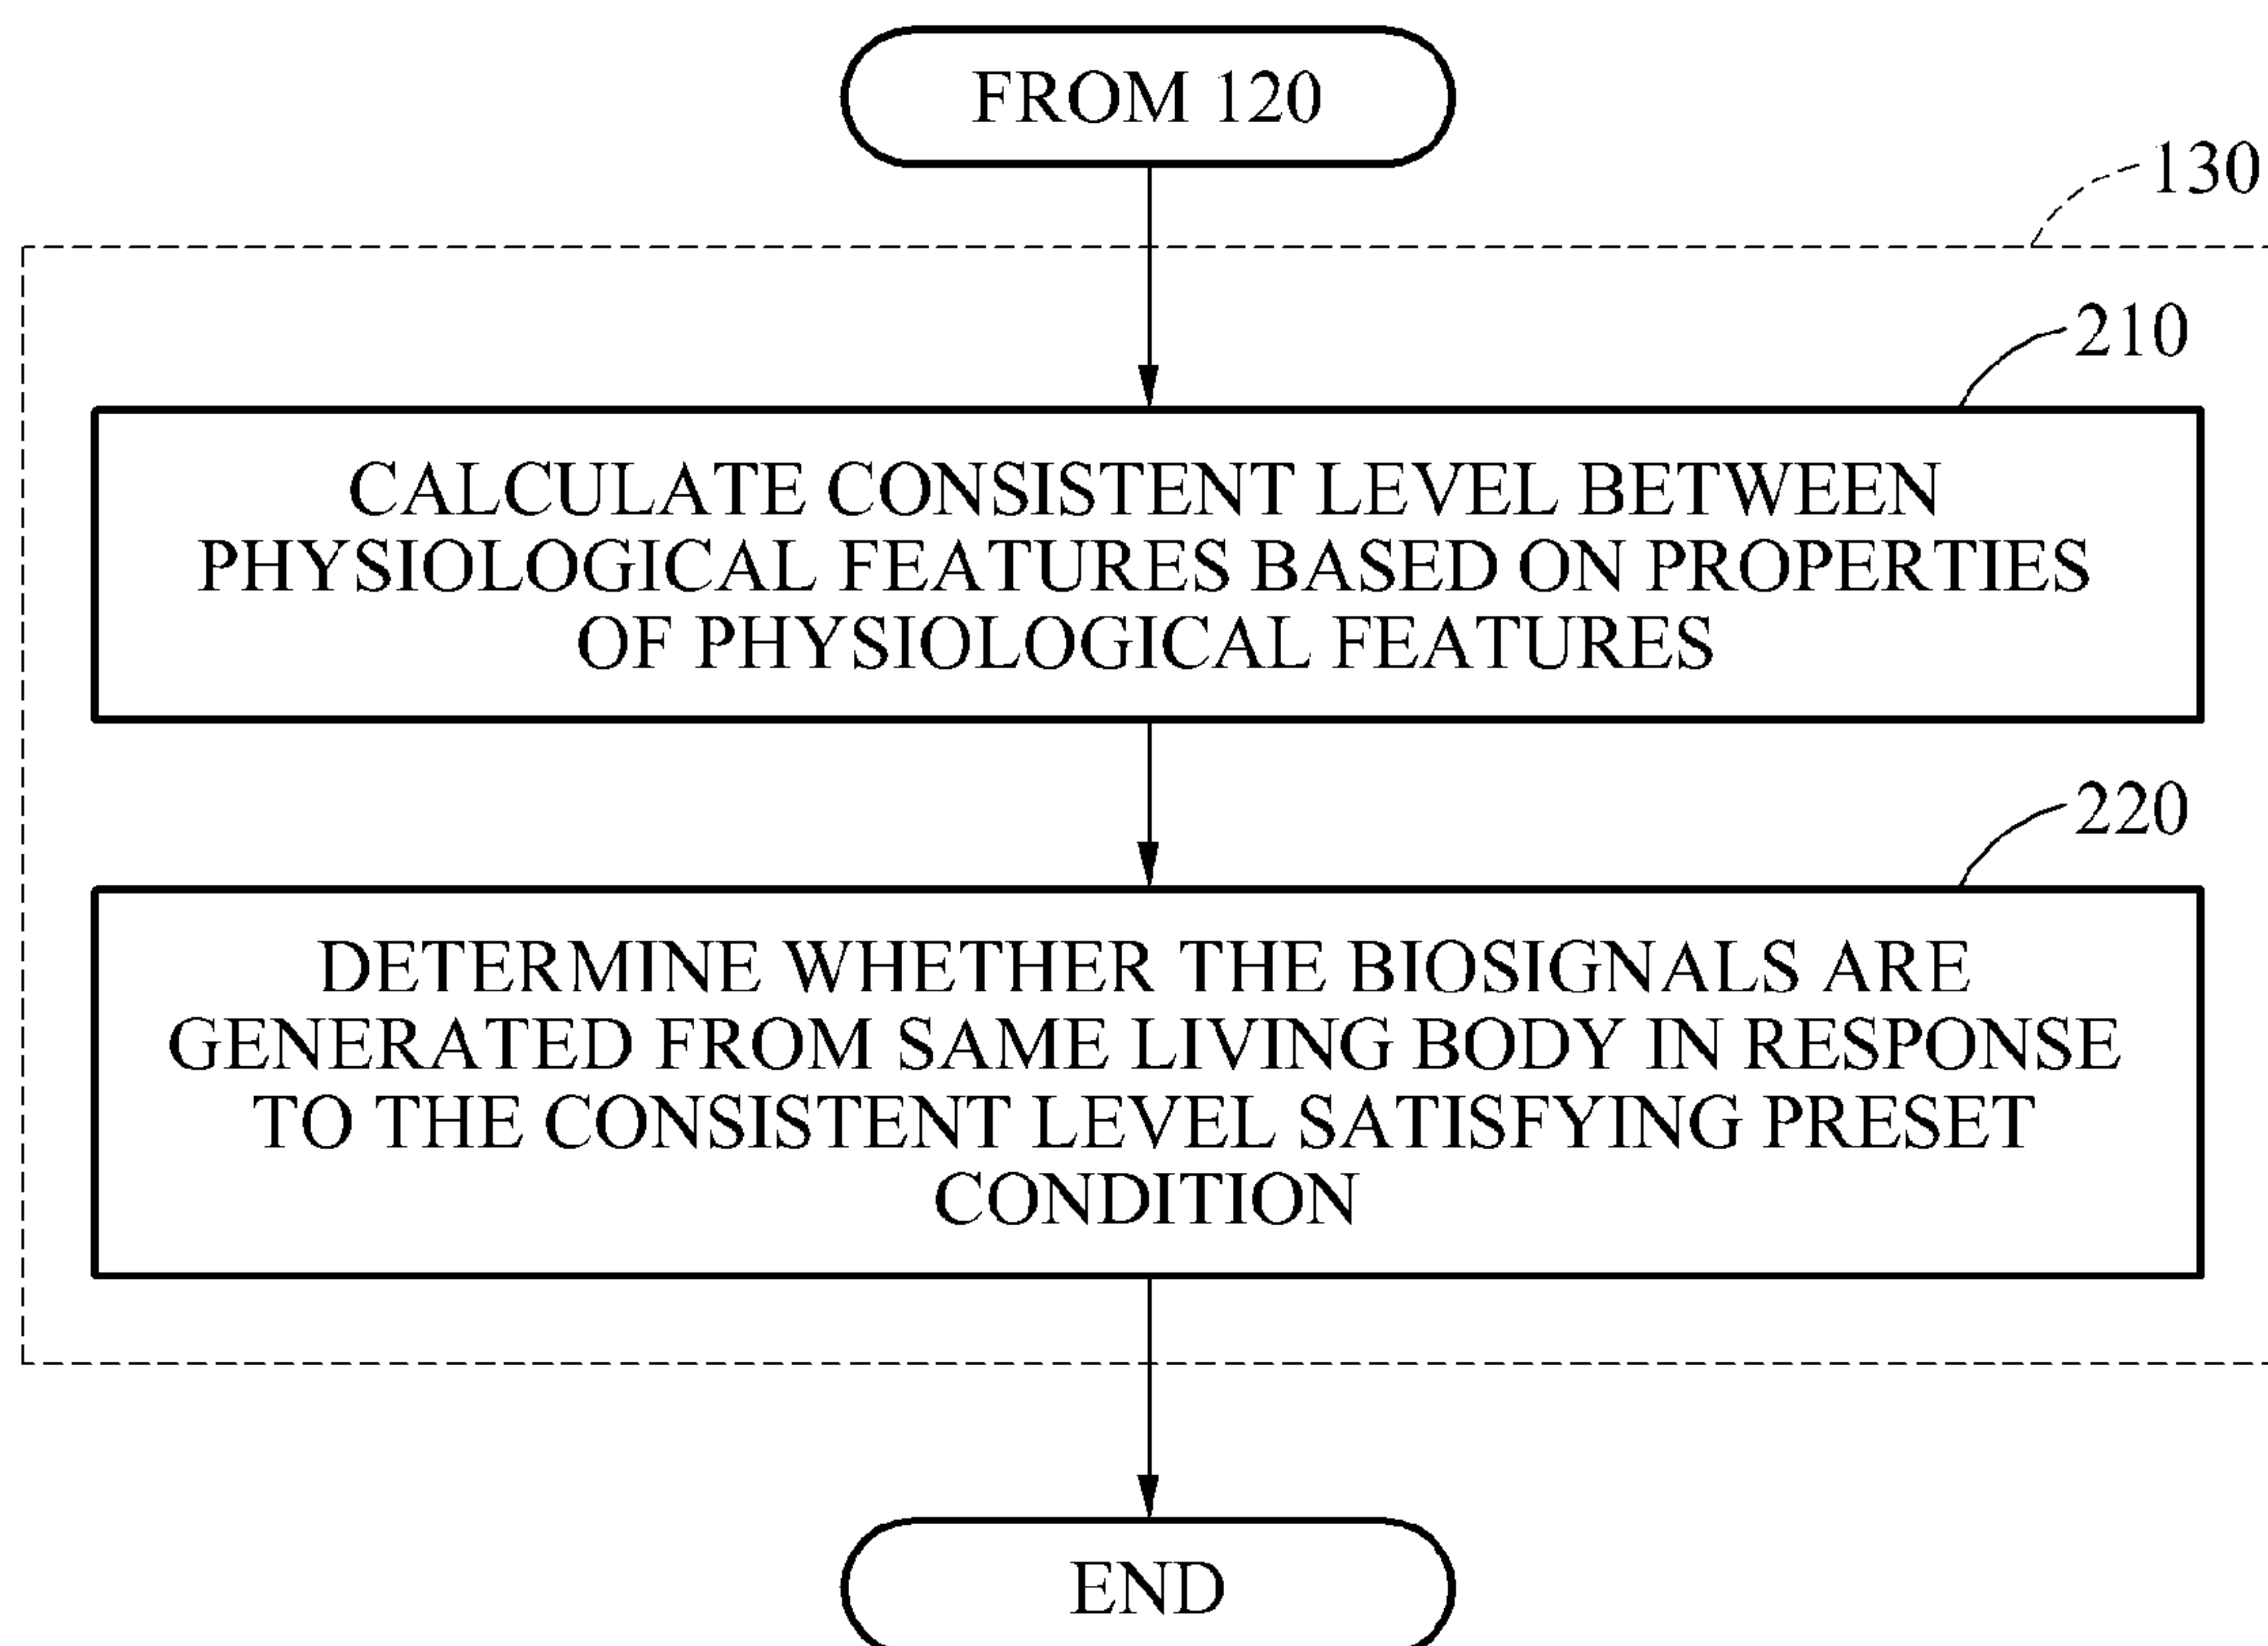 FROM 120
130
210
CALCULATE CONSISTENT LEVEL BETWEEN
PHYSIOLOGICAL FEATURES BASED ON PROPERTIES
OF PHYSIOLOGICAL FEATURES
220
DETERMINE WHETHER THE BIOSIGNALS ARE
GENERATED FROM SAME LIVING BODY IN RESPONSE
TO THE CONSISTENT LEVEL SATISFYING PRESET
CONDITION
END